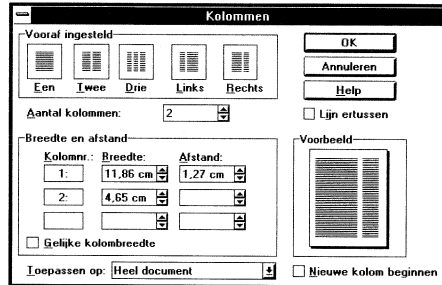 Kolommen
Vooraf ingesteld
Een Twee Drie Links Rechts
OK
Annuleren
Help
Aantal kolommen: 2
Lijn ertussen
Breedte en afstand
Kolomnr.: Breedte: Afstand:
1: 11,86 cm 1,27 cm
2: 4,65 cm
Gelijke kolombreedte
Voorbeeld
Toepassen op: Heel document
Nieuwe kolom beginnen